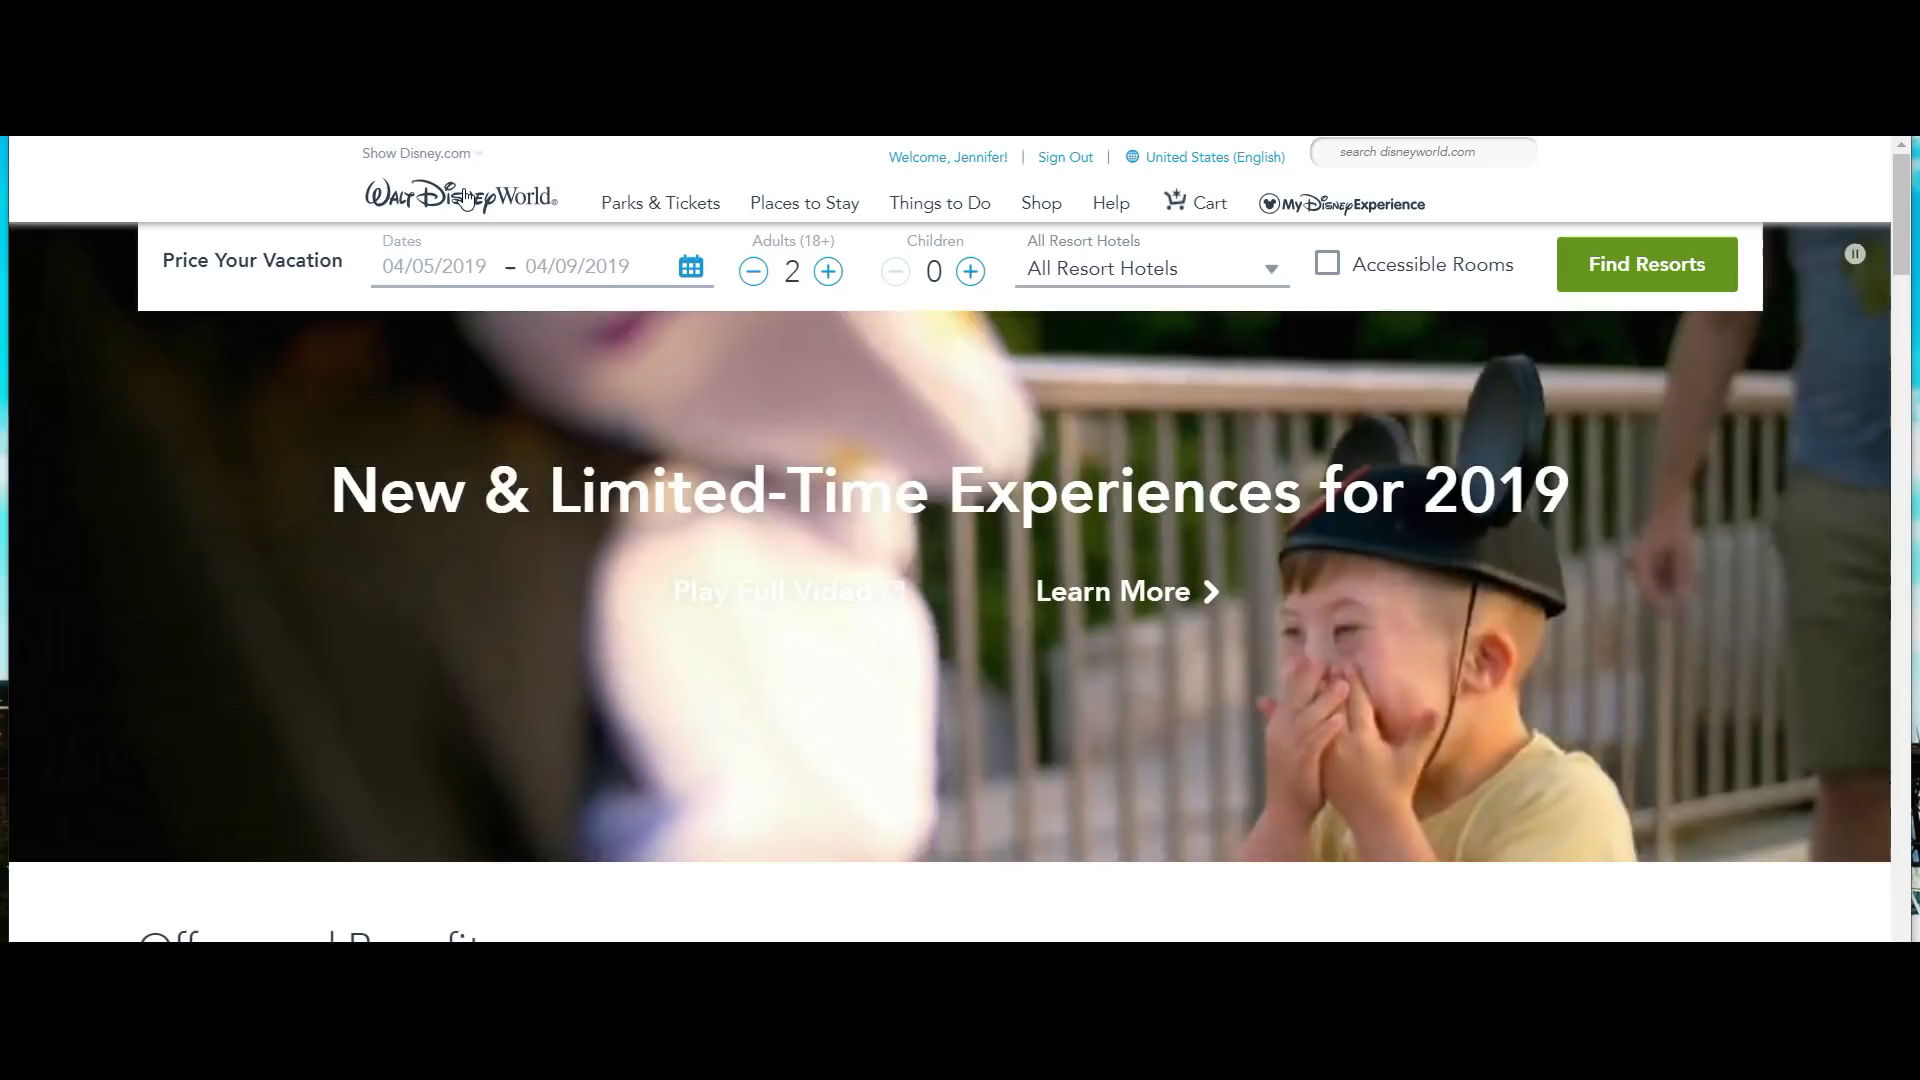 Show Disney.com
Welcome, Jennifer! | Sign Out | United States (English)
search disneyworld.com
Walt Disney World
Parks & Tickets
Places to Stay
Things to Do
Shop
Help
Cart
My Disney Experience
Price Your Vacation
Dates
04/05/2019 – 04/09/2019
Adults (18+)
2
Children
0
All Resort Hotels
All Resort Hotels
Accessible Rooms
Find Resorts
New & Limited-Time Experiences for 2019
Play Full Video
Learn More